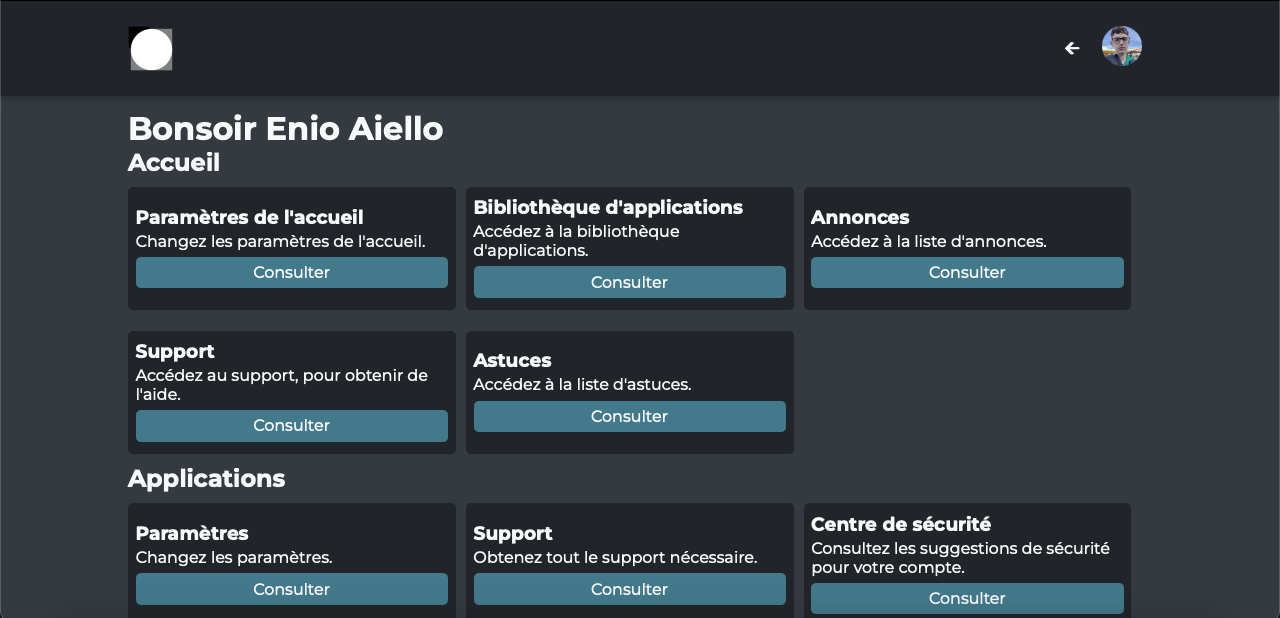 Bonsoir Enio Aiello
Accueil
Paramètres de l'accueil
Changez les paramètres de l'accueil.
Consulter
Bibliothèque d'applications
Accédez à la bibliothèque
d'applications.
Consulter
Annonces
Accédez à la liste d'annonces.
Consulter
Support
Accédez au support, pour obtenir de
l'aide.
Consulter
Astuces
Accédez à la liste d'astuces.
Consulter
Applications
Paramètres
Changez les paramètres.
Consulter
Support
Obtenez tout le support nécessaire.
Consulter
Centre de sécurité
Consultez les suggestions de sécurité
pour votre compte.
Consulter